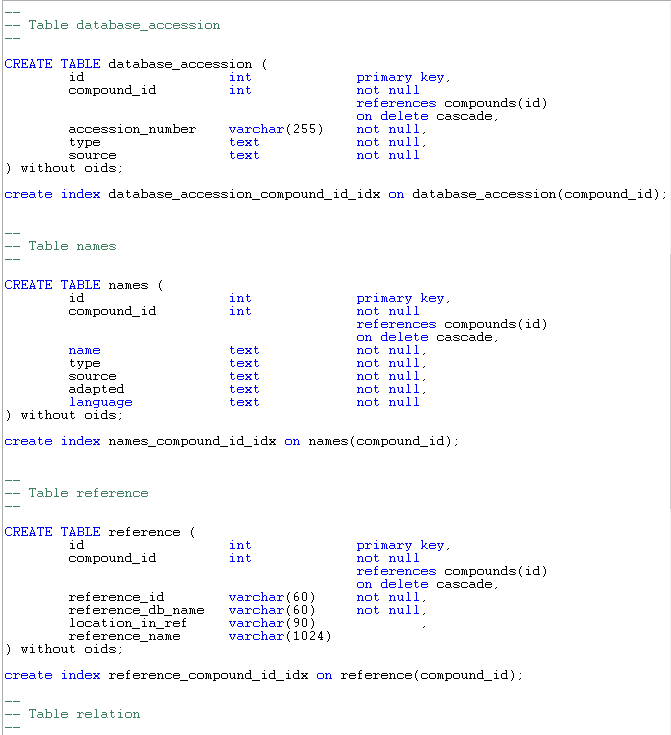 --
-- Table database_accession
--
CREATE TABLE database_accession (
id int primary key,
compound_id int not null
references compounds(id)
on delete cascade,
accession_number varchar(255) not null,
type text not null,
source text not null
) without oids;
create index database_accession_compound_id_idx on database_accession(compound_id);
--
-- Table names
--
CREATE TABLE names (
id int primary key,
compound_id int not null
references compounds(id)
on delete cascade,
name text not null,
type text not null,
source text not null,
adapted text not null,
language text not null
) without oids;
create index names_compound_id_idx on names(compound_id);
--
-- Table reference
--
CREATE TABLE reference (
id int primary key,
compound_id int not null
references compounds(id)
on delete cascade,
reference_id varchar(60) not null,
reference_db_name varchar(60) not null,
location_in_ref varchar(90) ,
reference_name varchar(1024)
) without oids;
create index reference_compound_id_idx on reference(compound_id);
--
-- Table relation
--